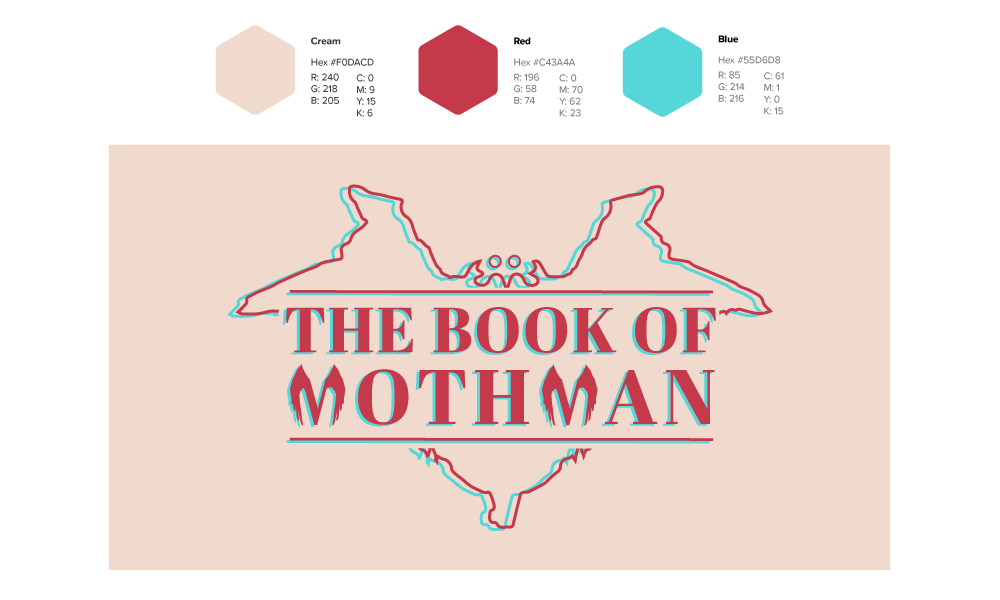 Cream
Hex #F0DACD
R: 240 C: 0
G: 218 M: 9
B: 205 Y: 15
K: 6
Red
Hex #C43A4A
R: 196 C: 0
G: 58 M: 70
B: 74 Y: 62
K: 23
Blue
Hex #55D6D8
R: 85 C: 61
G: 214 M: 1
B: 216 Y: 0
K: 15
THE BOOK OF
MOTHMAN